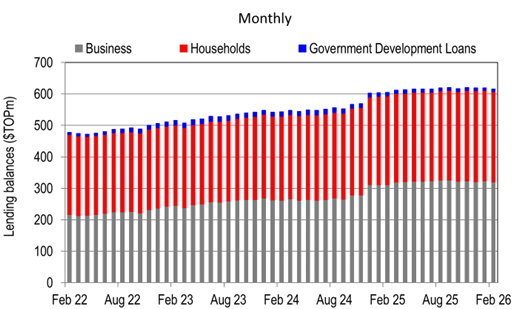 Monthly
Business Households Government Development Loans
Lending balances ($TOPm)
700
600
500
400
300
200
100
0
Feb 22 Aug 22 Feb 23 Aug 23 Feb 24 Aug 24 Feb 25 Aug 25 Feb 26